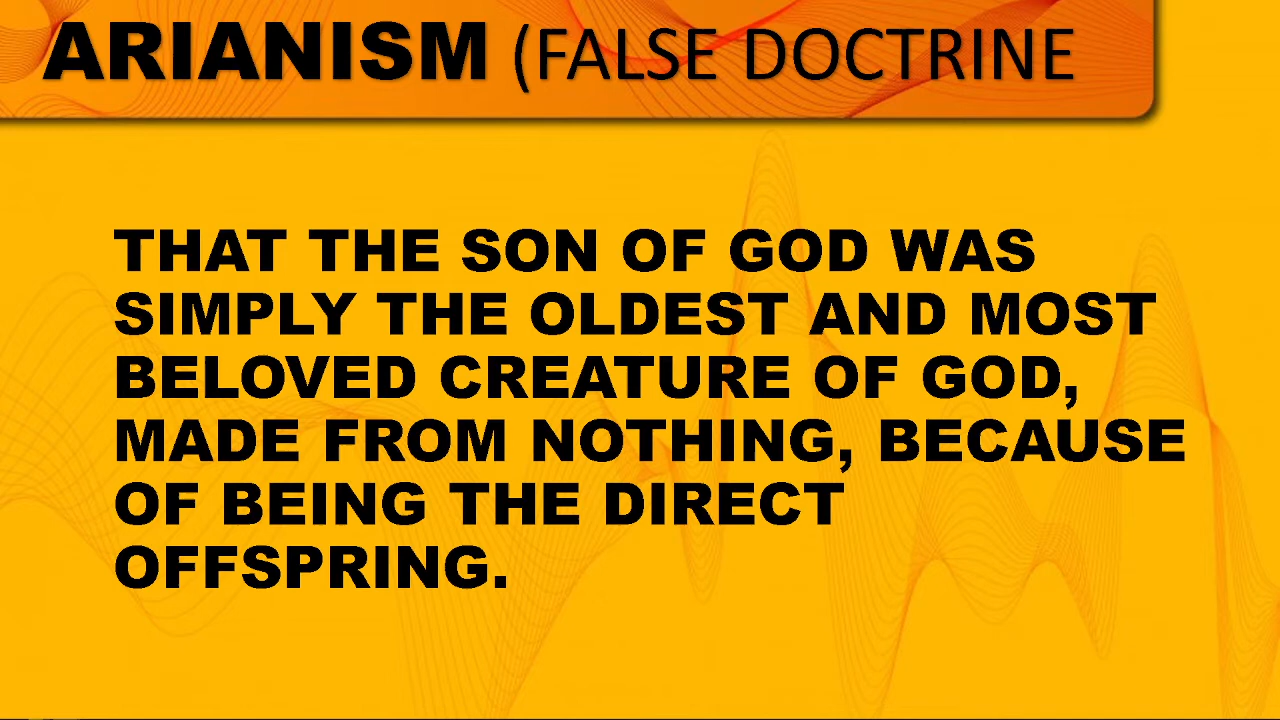 ARIANISM (FALSE DOCTRINE
THAT THE SON OF GOD WAS
SIMPLY THE OLDEST AND MOST
BELOVED CREATURE OF GOD,
MADE FROM NOTHING, BECAUSE
OF BEING THE DIRECT
OFFSPRING.